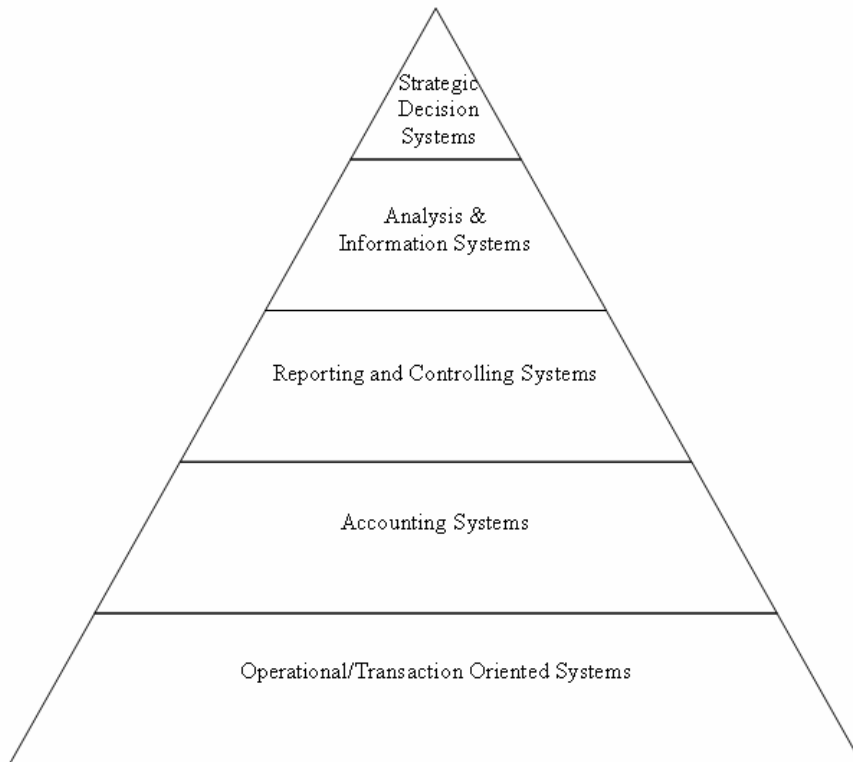 Strategic
Decision
Systems
Analysis &
Information Systems
Reporting and Controlling Systems
Accounting Systems
Operational/Transaction Oriented Systems